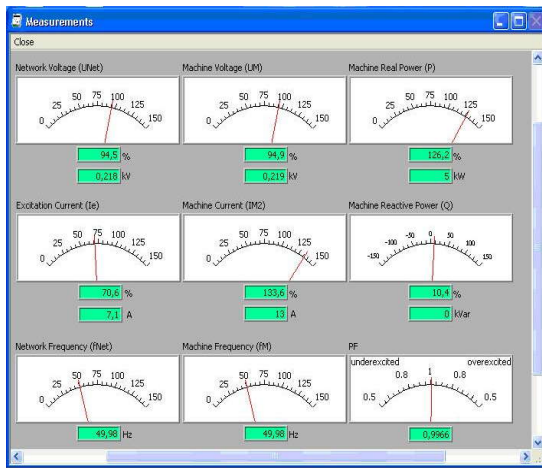 Measurements
Close
Network Voltage (UNet)
0 25 50 75 100 125 150
94,5 %
0,218 kV
Machine Voltage (UM)
0 25 50 75 100 125 150
94,9 %
0,219 kV
Machine Real Power (P)
0 25 50 75 100 125 150
126,2 %
5 kW
Excitation Current (Ie)
0 25 50 75 100 125 150
70,6 %
7,1 A
Machine Current (IM2)
0 25 50 75 100 125 150
133,6 %
13 A
Machine Reactive Power (Q)
-150 -100 -50 0 50 100 150
10,4 %
0 kVar
Network Frequency (fNet)
0 25 50 75 100 125 150
49,98 Hz
Machine Frequency (fM)
0 25 50 75 100 125 150
49,98 Hz
PF
underexcited overexcited
0.5 0.8 1 0.8 0.5
0,9966